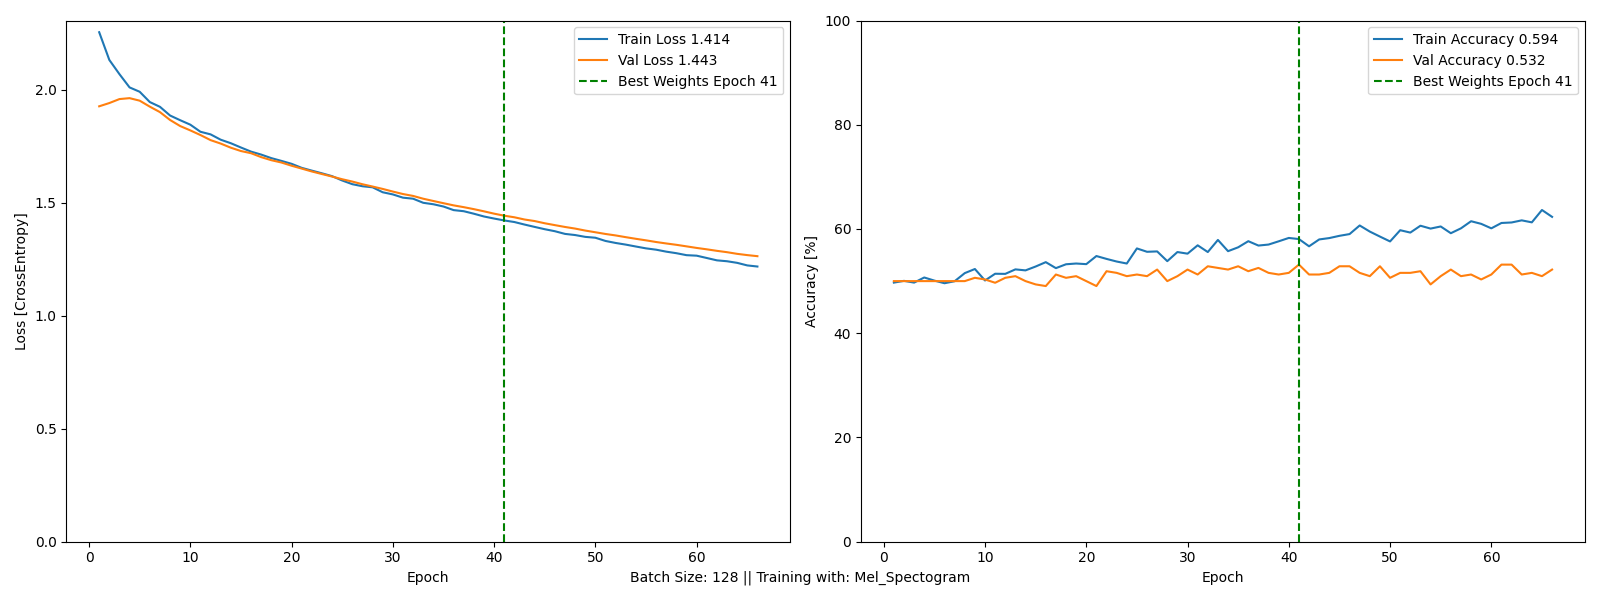 Train Loss 1.414
Val Loss 1.443
Best Weights Epoch 41
Loss [CrossEntropy]
2.0
1.5
1.0
0.5
0.0
0 10 20 30 40 50 60
Epoch
Train Accuracy 0.594
Val Accuracy 0.532
Best Weights Epoch 41
Accuracy [%]
100
80
60
40
20
0
0 10 20 30 40 50 60
Epoch
Batch Size: 128 || Training with: Mel_Spectogram